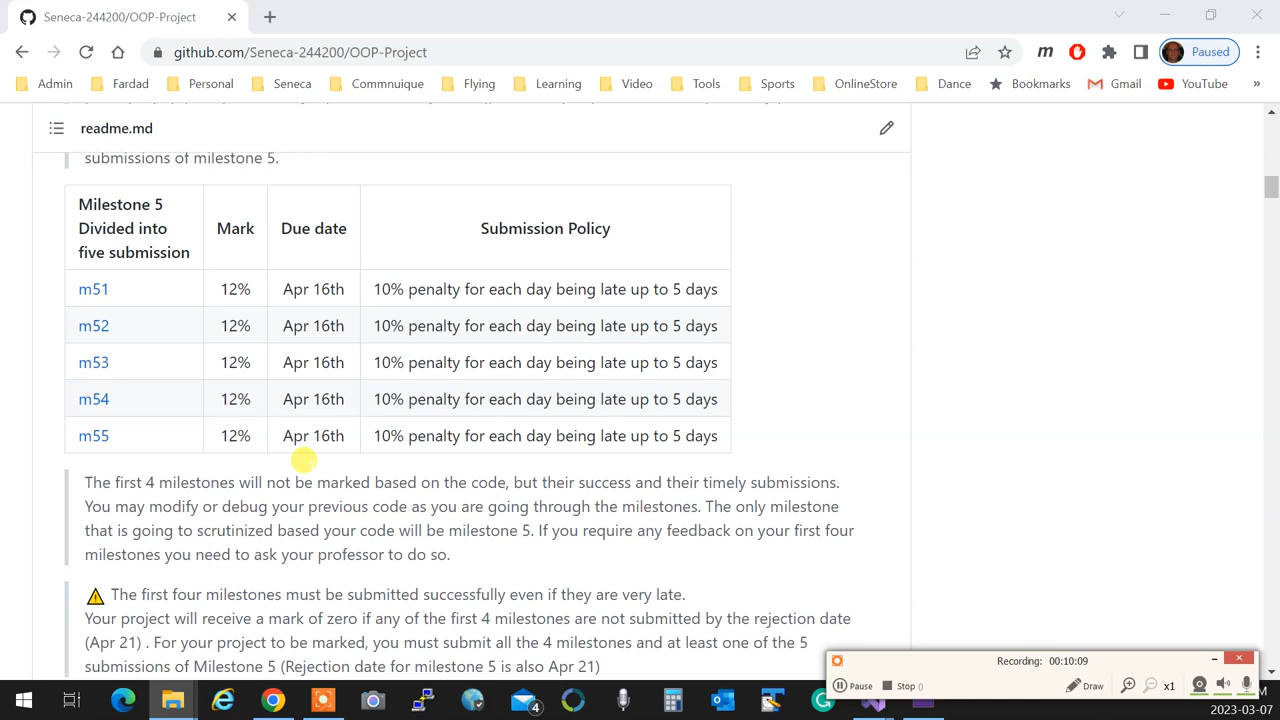 Seneca-244200/OOP-Project
github.com/Seneca-244200/OOP-Project
m
Paused
Admin
Fardad
Personal
Seneca
Commnuique
Flying
Learning
Video
Tools
Sports
OnlineStore
Dance
Bookmarks
Gmail
YouTube
»
readme.md
submissions of milestone 5.
Milestone 5 Mark Due date Submission Policy
Divided into
five submission
m51 12% Apr 16th 10% penalty for each day being late up to 5 days
m52 12% Apr 16th 10% penalty for each day being late up to 5 days
m53 12% Apr 16th 10% penalty for each day being late up to 5 days
m54 12% Apr 16th 10% penalty for each day being late up to 5 days
m55 12% Apr 16th 10% penalty for each day being late up to 5 days
The first 4 milestones will not be marked based on the code, but their success and their timely submissions.
You may modify or debug your previous code as you are going through the milestones. The only milestone
that is going to scrutinized based your code will be milestone 5. If you require any feedback on your first four
milestones you need to ask your professor to do so.
⚠ The first four milestones must be submitted successfully even if they are very late.
Your project will receive a mark of zero if any of the first 4 milestones are not submitted by the rejection date
(Apr 21) . For your project to be marked, you must submit all the 4 milestones and at least one of the 5
submissions of Milestone 5 (Rejection date for milestone 5 is also Apr 21)
Recording: 00:10:09
Pause
Stop ()
Draw
x1
4
2023-03-07